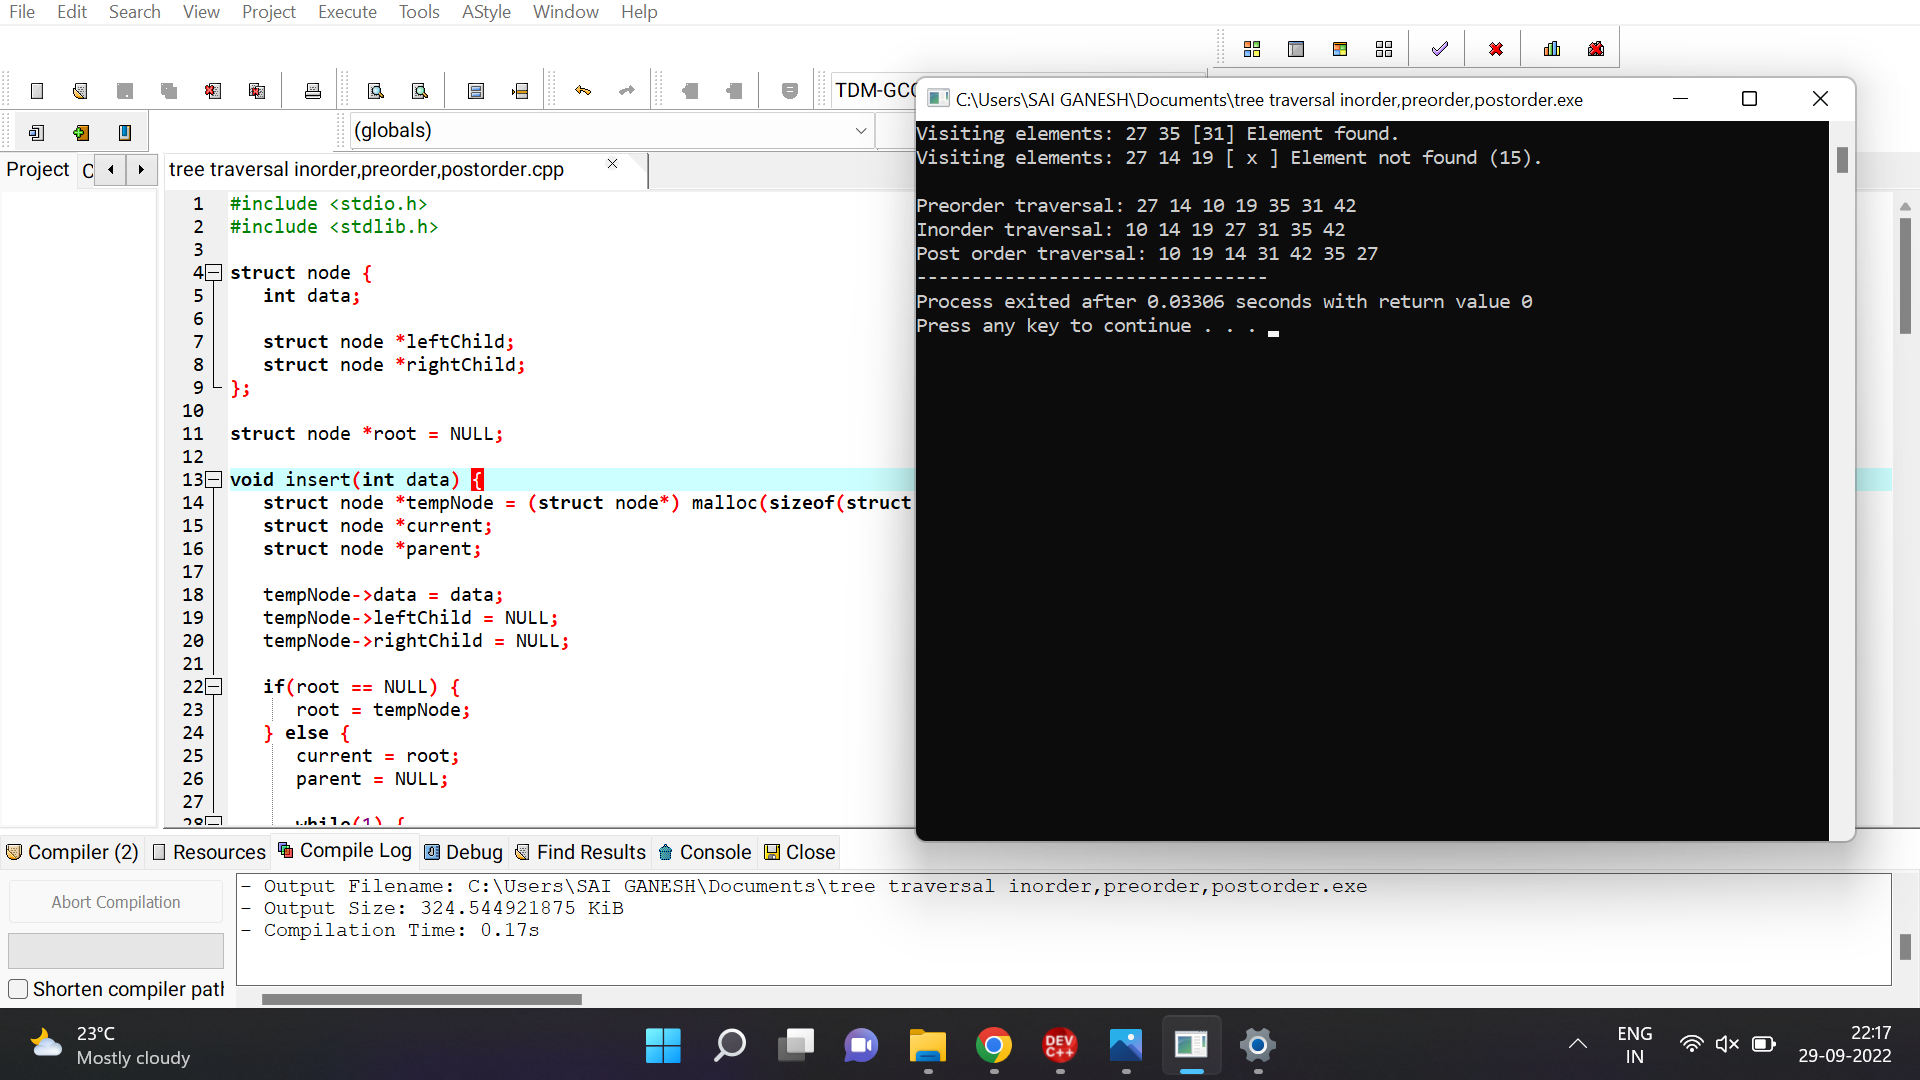 File Edit Search View Project Execute Tools AStyle Window Help
TDM-GC
(globals)
Project
tree traversal inorder,preorder,postorder.cpp
1 #include <stdio.h>
2 #include <stdlib.h>
3
4 struct node {
5 int data;
6
7 struct node *leftChild;
8 struct node *rightChild;
9 };
10
11 struct node *root = NULL;
12
13 void insert(int data) {
14 struct node *tempNode = (struct node*) malloc(sizeof(struct
15 struct node *current;
16 struct node *parent;
17
18 tempNode->data = data;
19 tempNode->leftChild = NULL;
20 tempNode->rightChild = NULL;
21
22 if(root == NULL) {
23 root = tempNode;
24 } else {
25 current = root;
26 parent = NULL;
27
28 while(1) {
C:\Users\SAI GANESH\Documents\tree traversal inorder,preorder,postorder.exe
Visiting elements: 27 35 [31] Element found.
Visiting elements: 27 14 19 [ x ] Element not found (15).
Preorder traversal: 27 14 10 19 35 31 42
Inorder traversal: 10 14 19 27 31 35 42
Post order traversal: 10 19 14 31 42 35 27
--------------------------------
Process exited after 0.03306 seconds with return value 0
Press any key to continue . . .
Compiler (2) Resources Compile Log Debug Find Results Console Close
Abort Compilation
Shorten compiler path
- Output Filename: C:\Users\SAI GANESH\Documents\tree traversal inorder,preorder,postorder.exe
- Output Size: 324.544921875 KiB
- Compilation Time: 0.17s
23°C
Mostly cloudy
DEV
C++
ENG
IN
22:17
29-09-2022